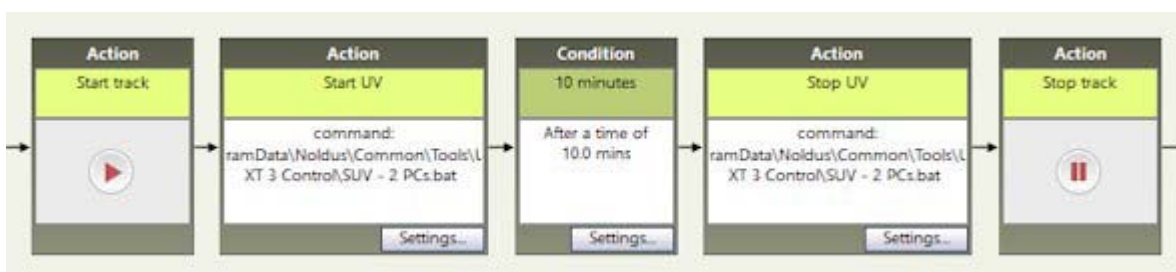 Action
Start track
Action
Start UV
command:
ramData\Noldus\Common\Tools\U
XT 3 Control\SUV - 2 PCs.bat
Settings...
Condition
10 minutes
After a time of
10.0 mins
Settings...
Action
Stop UV
command:
ramData\Noldus\Common\Tools\U
XT 3 Control\SUV - 2 PCs.bat
Settings...
Action
Stop track